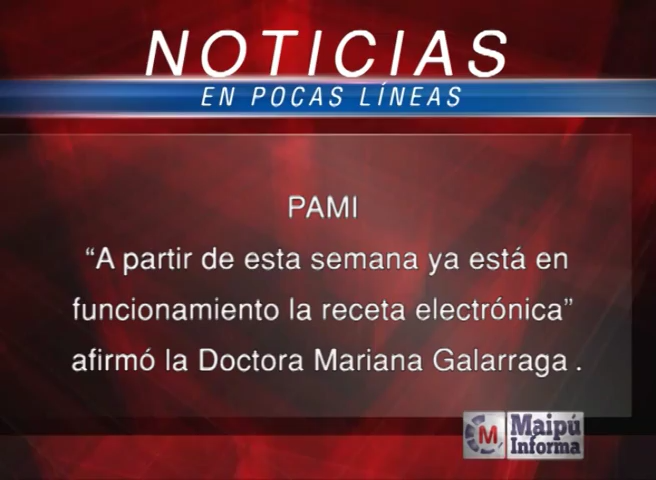 NOTICIAS
EN POCAS LÍNEAS
PAMI
“A partir de esta semana ya está en
funcionamiento la receta electrónica”
afirmó la Doctora Mariana Galarraga .
M
Maipú
Informa